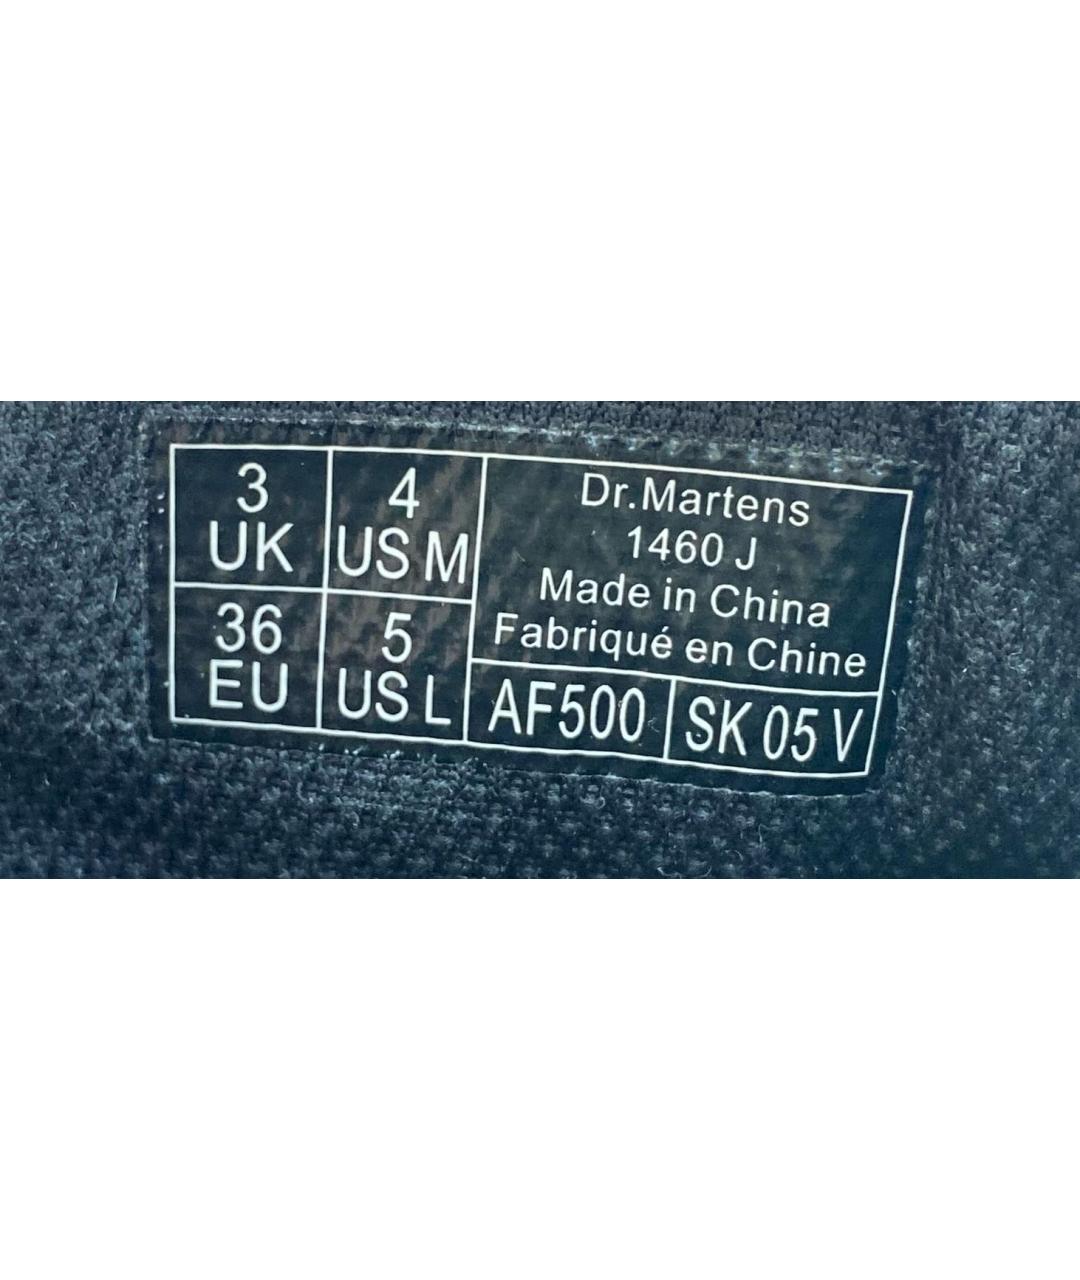 3
UK
4
US M
36
EU
5
US L
Dr.Martens
1460 J
Made in China
Fabriqué en Chine
AF500
SK 05 V